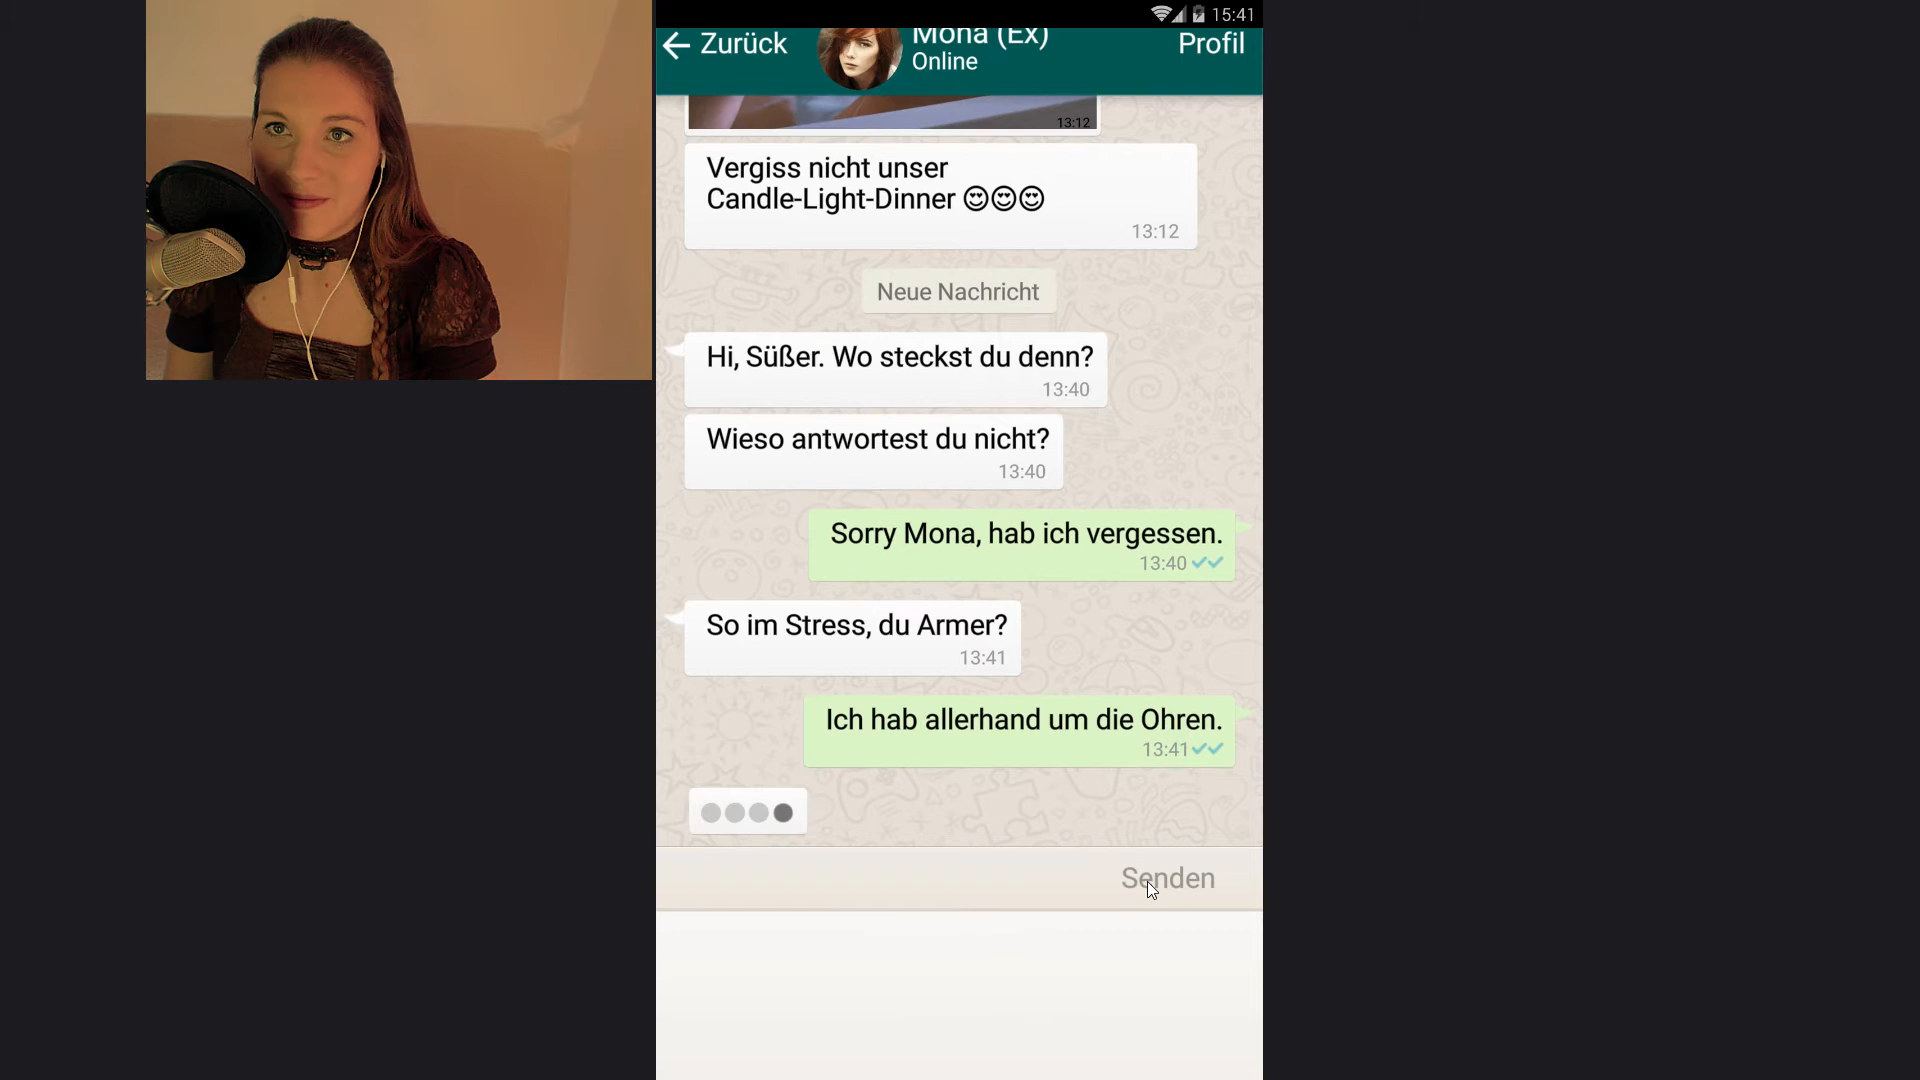 15:41
Zurück
Mona (Ex)
Online
Profil
13:12
Vergiss nicht unser
Candle-Light-Dinner 😍😍😍
13:12
Neue Nachricht
Hi, Süßer. Wo steckst du denn?
13:40
Wieso antwortest du nicht?
13:40
Sorry Mona, hab ich vergessen.
13:40
So im Stress, du Armer?
13:41
Ich hab allerhand um die Ohren.
13:41
Senden